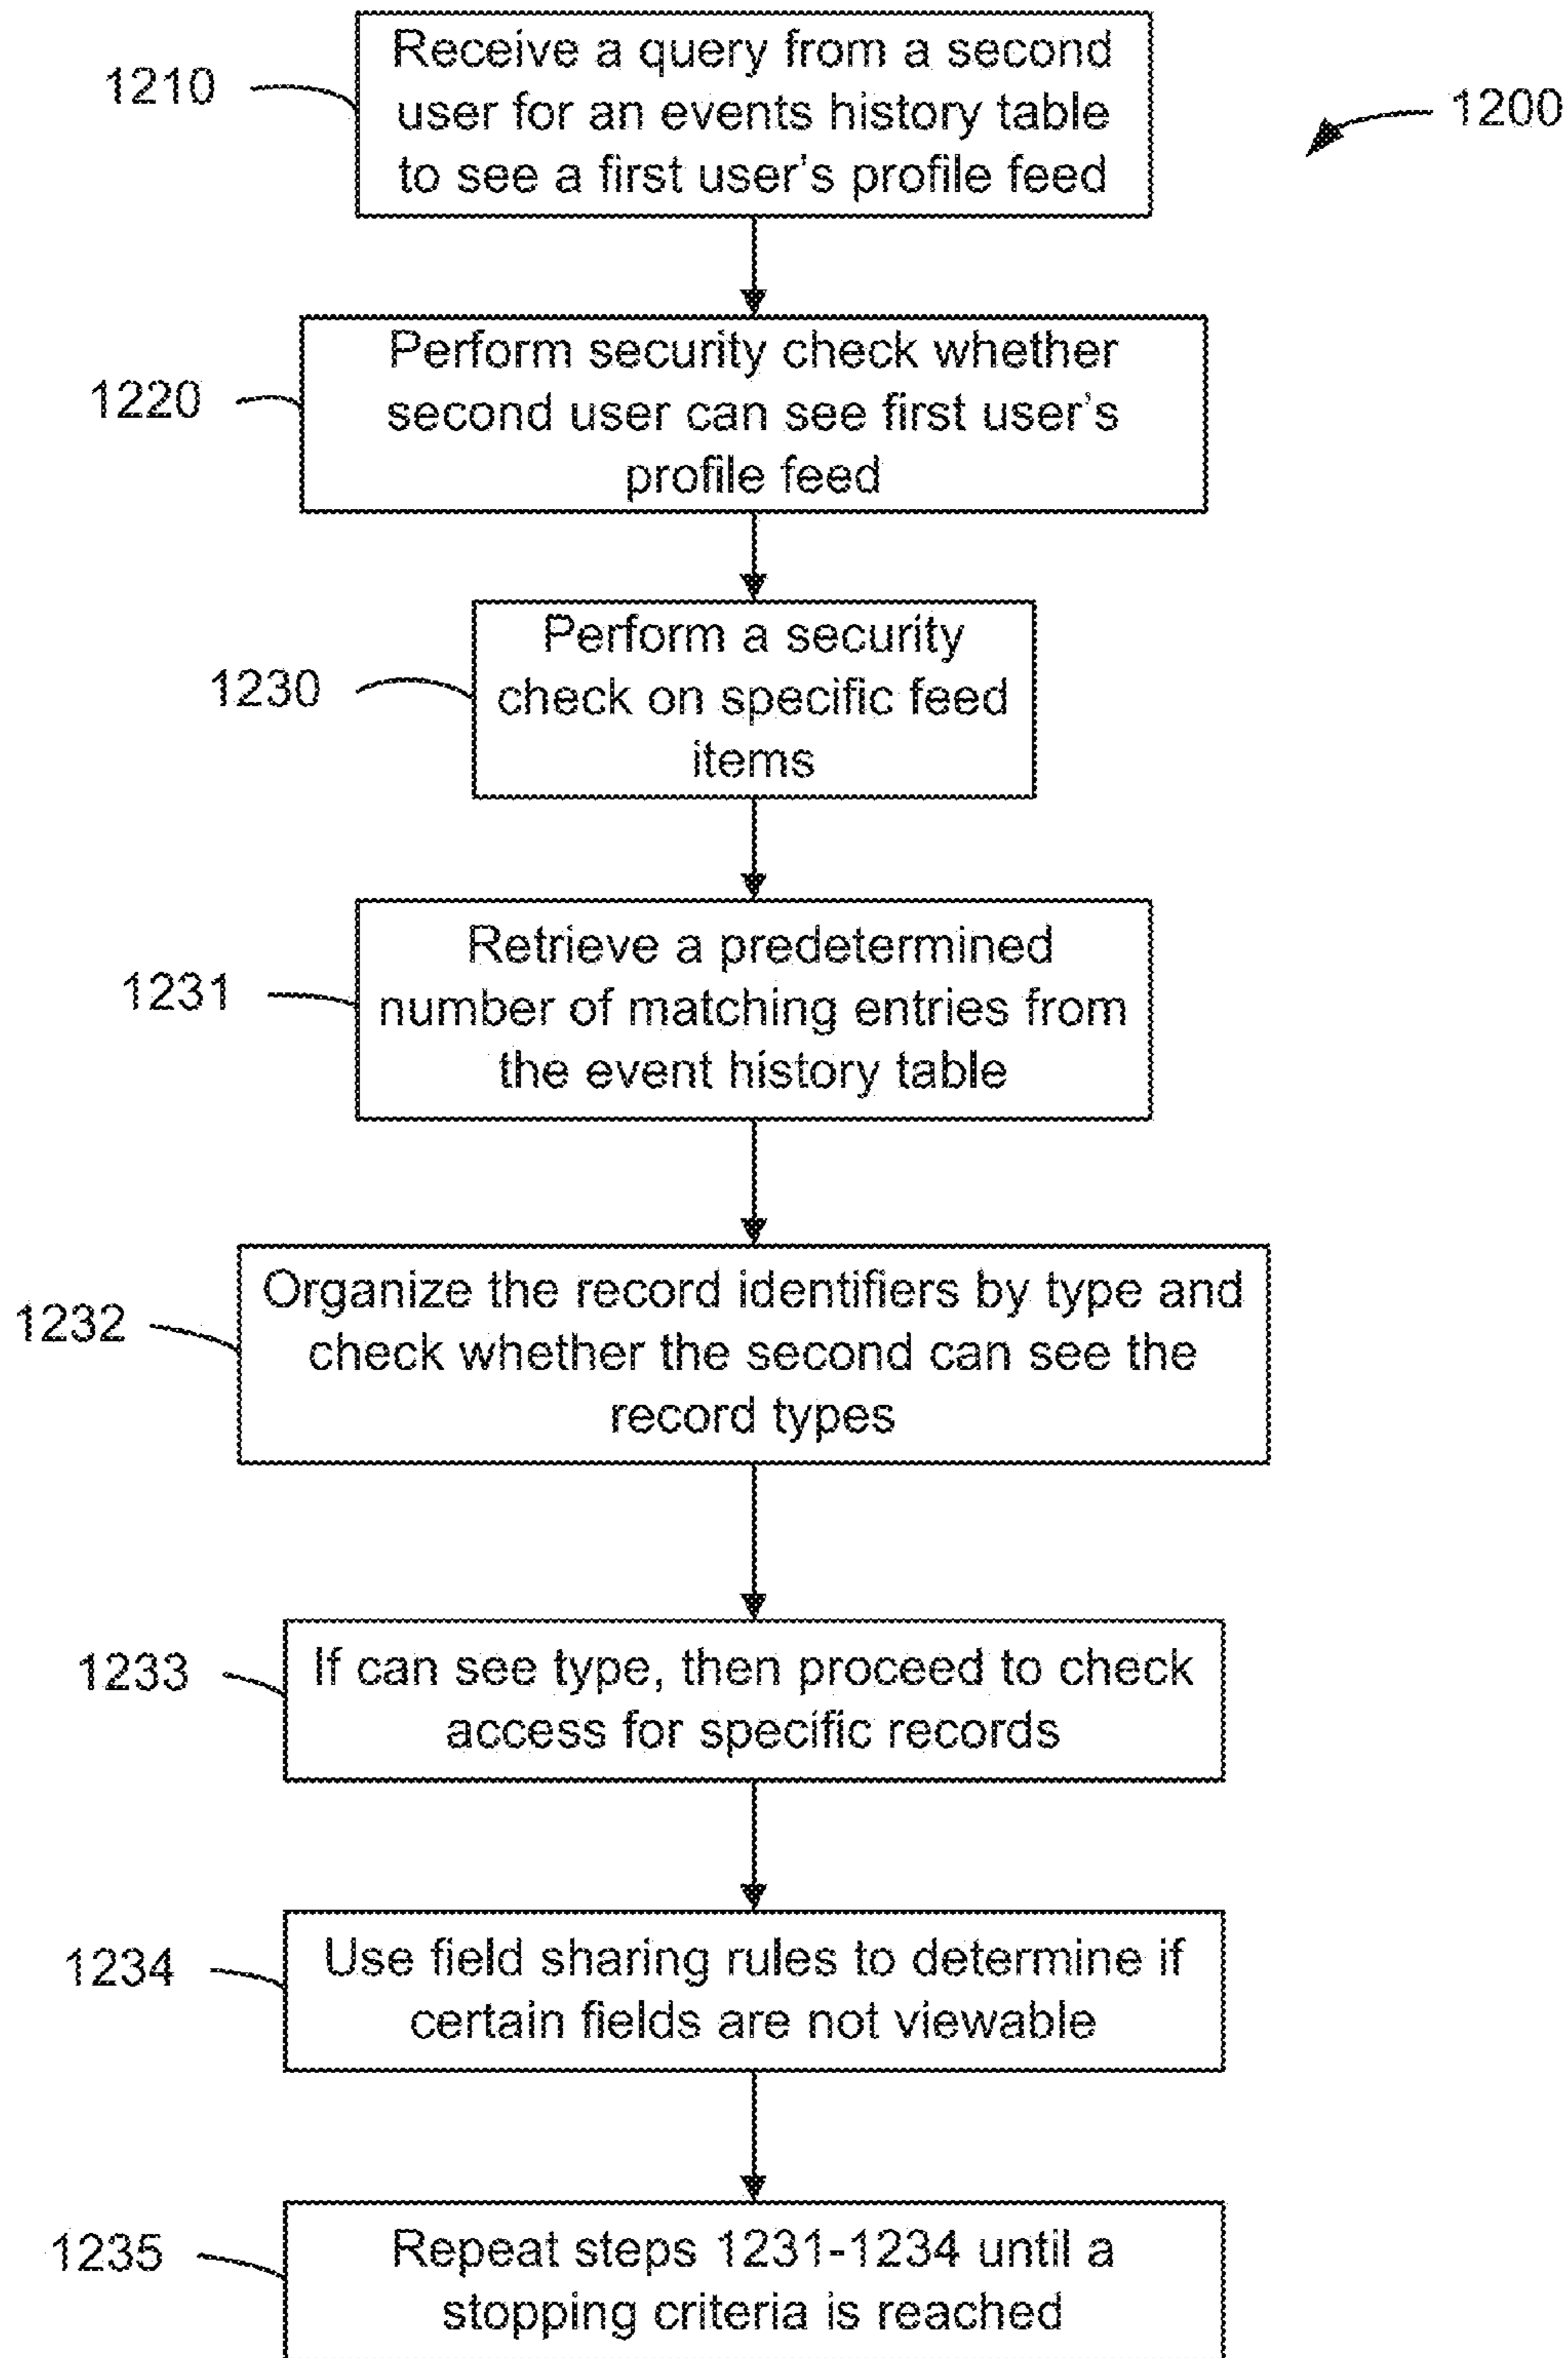 1200
1210
Receive a query from a second
user for an events history table
to see a first user's profile feed
1220
Perform security check whether
second user can see first user's
profile feed
1230
Perform a security
check on specific feed
items
1231
Retrieve a predetermined
number of matching entries from
the event history table
1232
Organize the record identifiers by type and
check whether the second can see the
record types
1233
If can see type, then proceed to check
access for specific records
1234
Use field sharing rules to determine if
certain fields are not viewable
1235
Repeat steps 1231-1234 until a
stopping criteria is reached